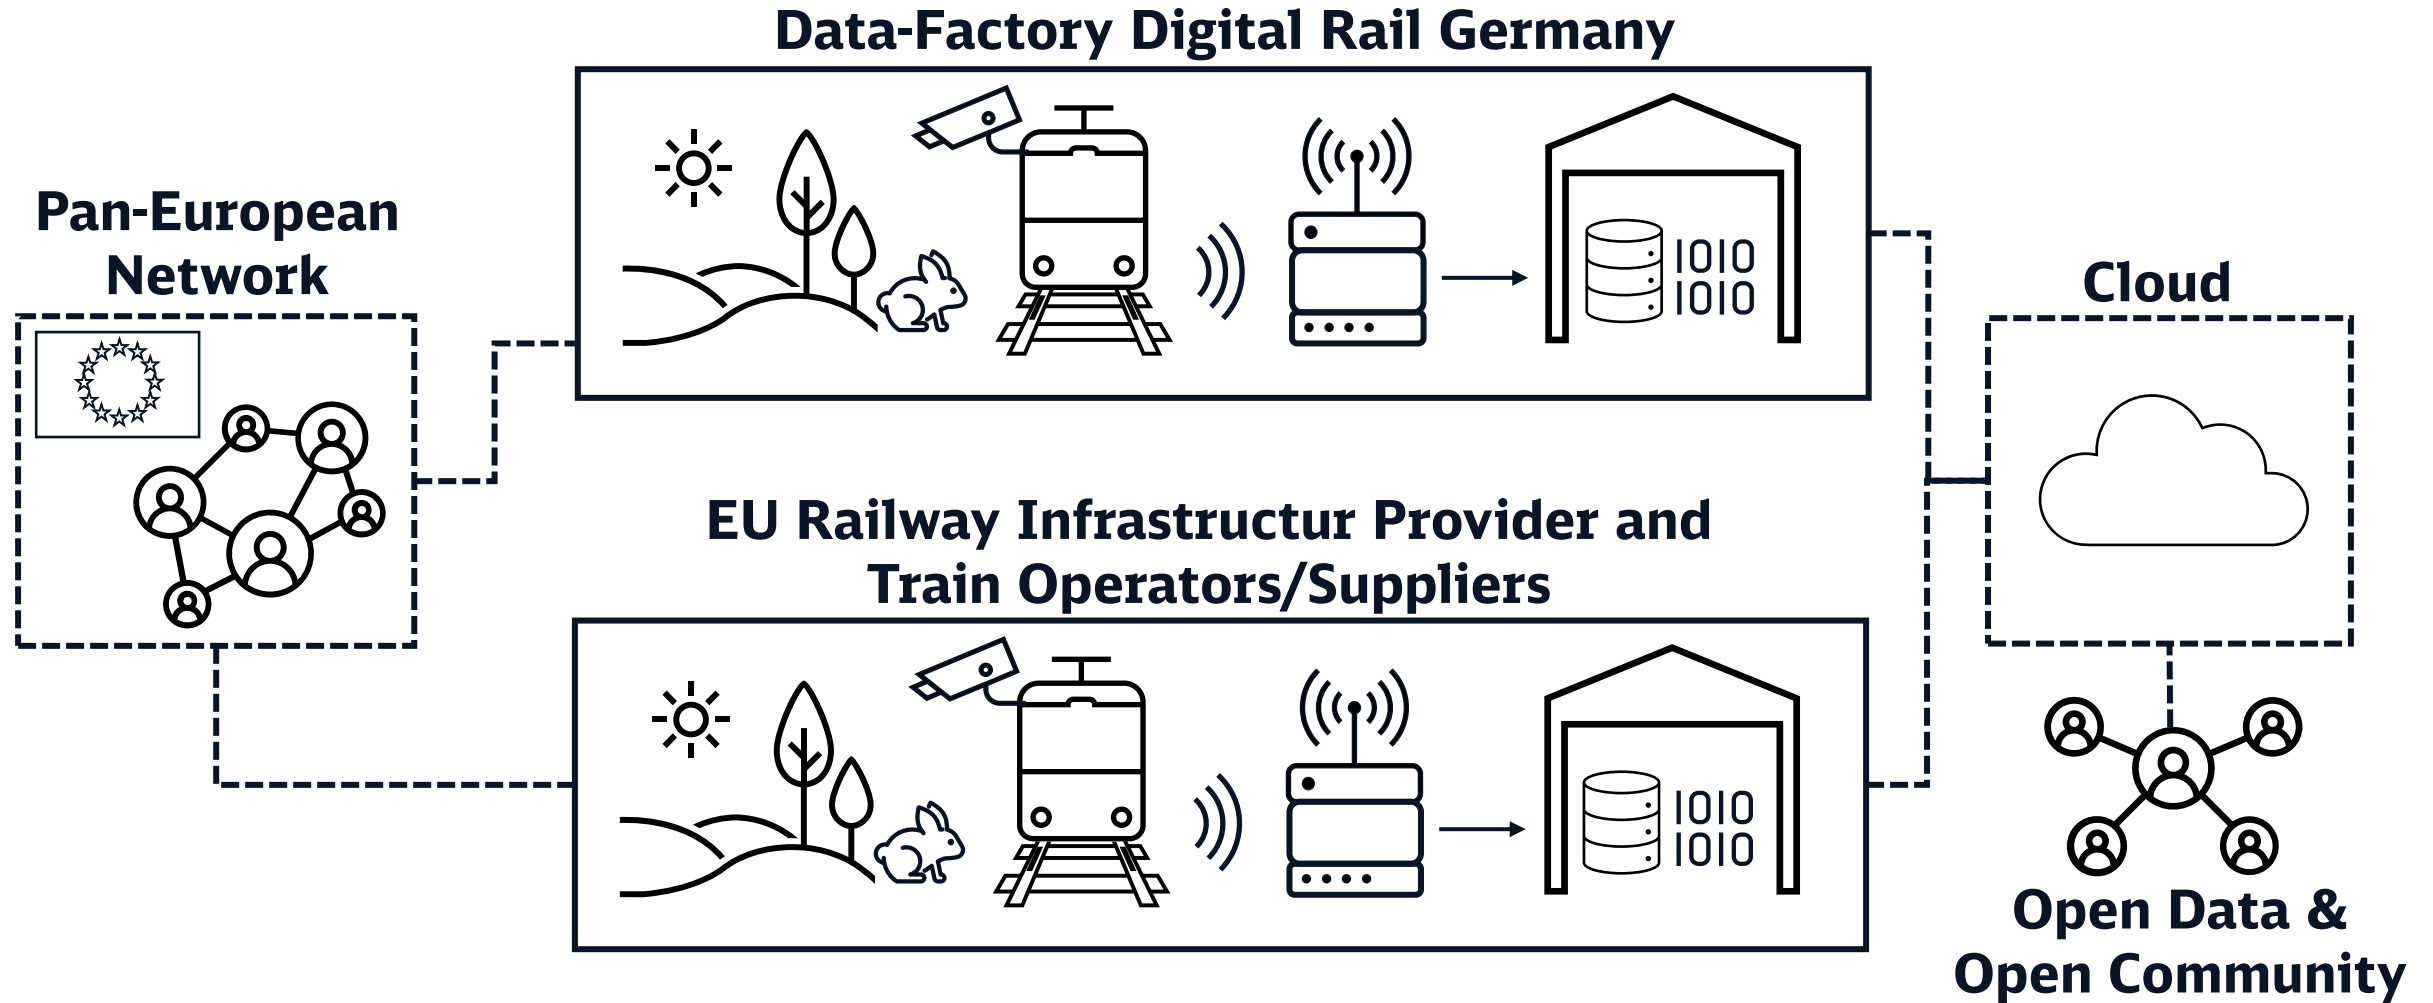 Data-Factory Digital Rail Germany
Pan-European
Network
Cloud
1010
1010
EU Railway Infrastructur Provider and
Train Operators/Suppliers
1010
1010
Open Data &
Open Community